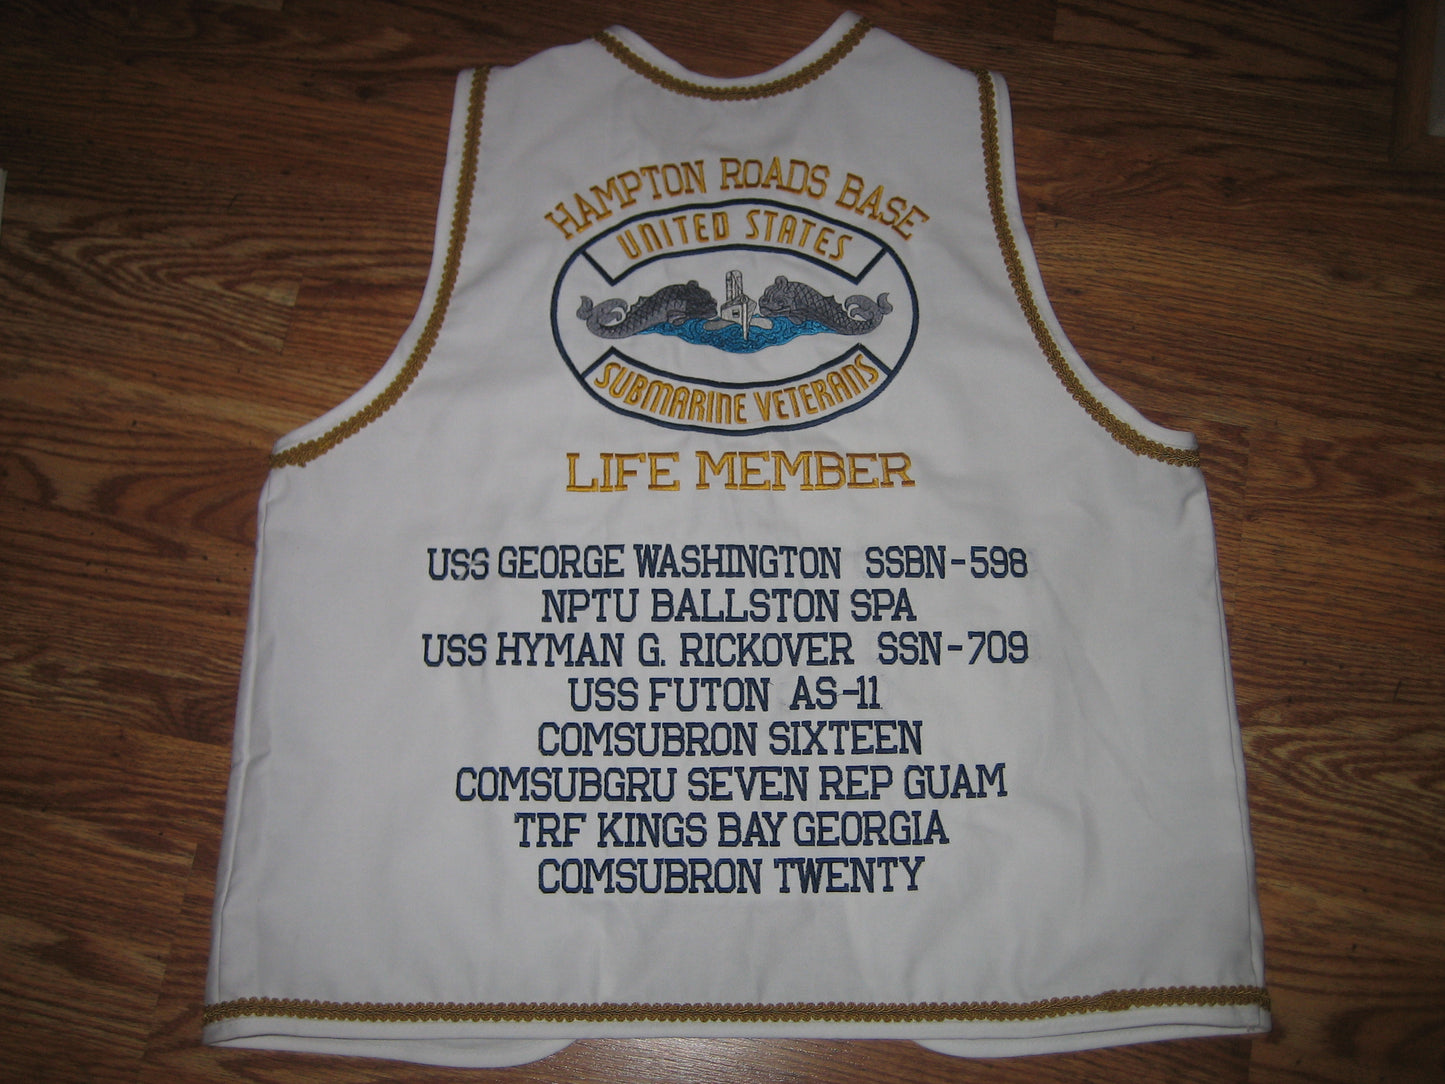 HAMPTON ROADS BASE
UNITED STATES
SUBMARINE VETERANS
LIFE MEMBER
USS GEORGE WASHINGTON SSBN-598
NPTU BALLSTON SPA
USS HYMAN G. RICKOVER SSN-709
USS FUTON AS-11
COMSUBRON SIXTEEN
COMSUBGRU SEVEN REP GUAM
TRF KINGS BAY GEORGIA
COMSUBRON TWENTY